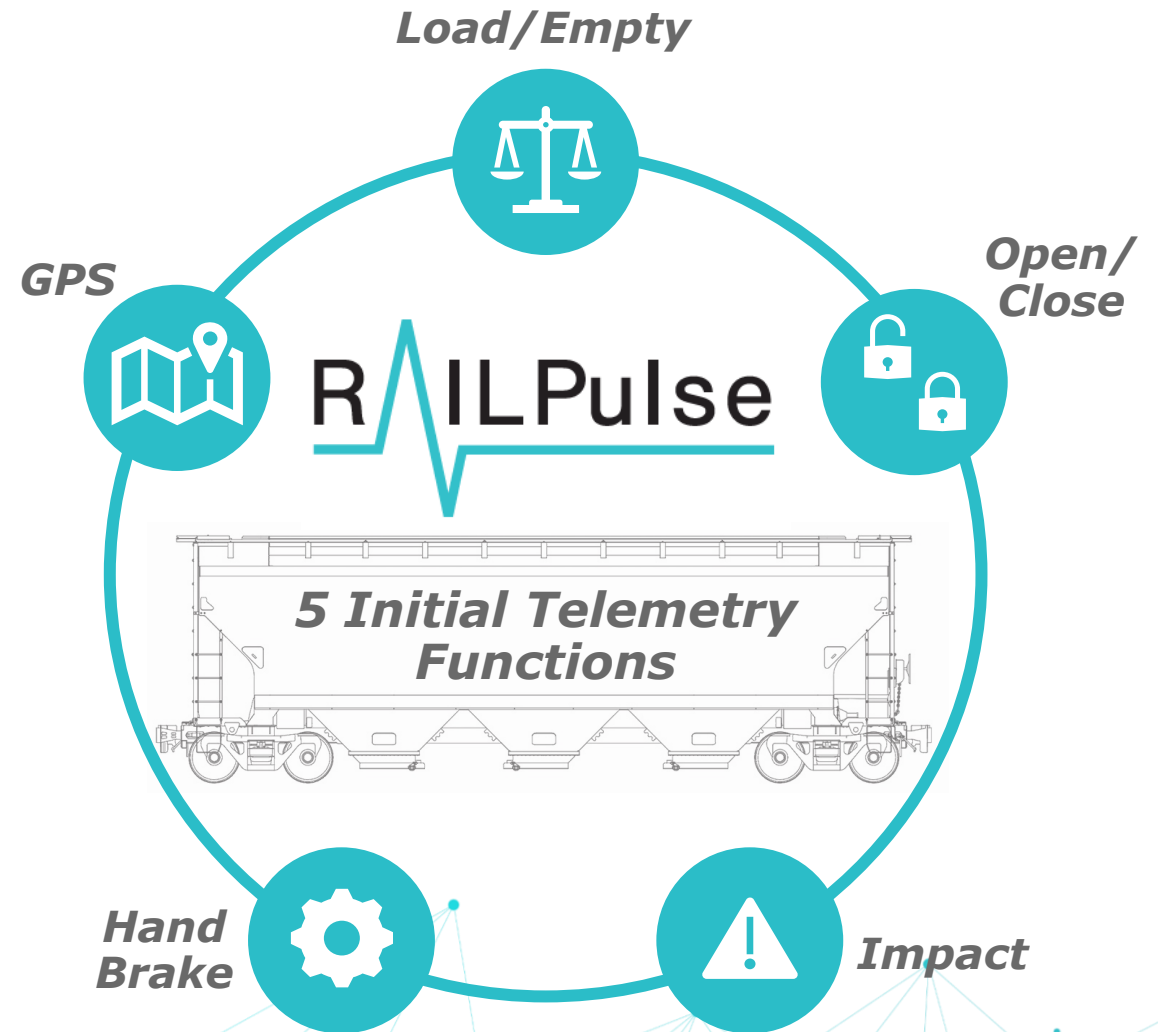 Load/Empty
Open/
Close
GPS
RAILPulse
5 Initial Telemetry
Functions
Hand
Brake
Impact